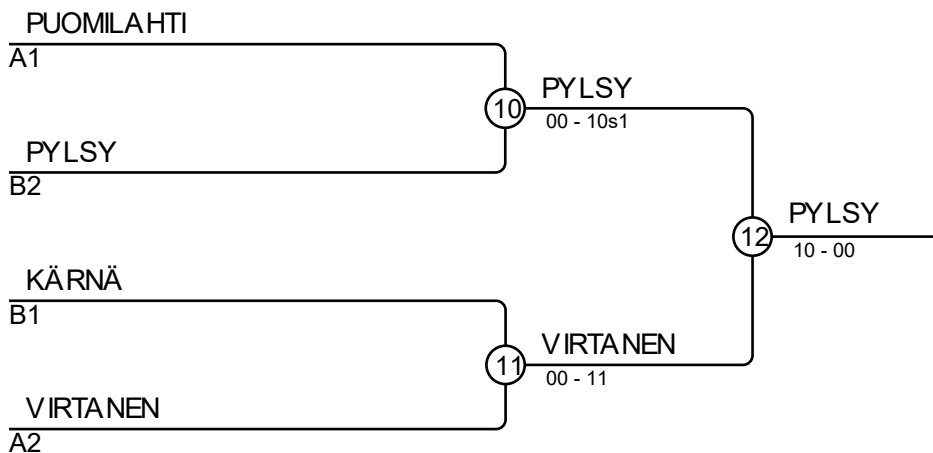 PUOMILAHTI
A1
10
PYLSY
00 - 10s1
PYLSY
B2
12
PYLSY
10 - 00
KÄRNÄ
B1
11
VIRTANEN
00 - 11
VIRTANEN
A2